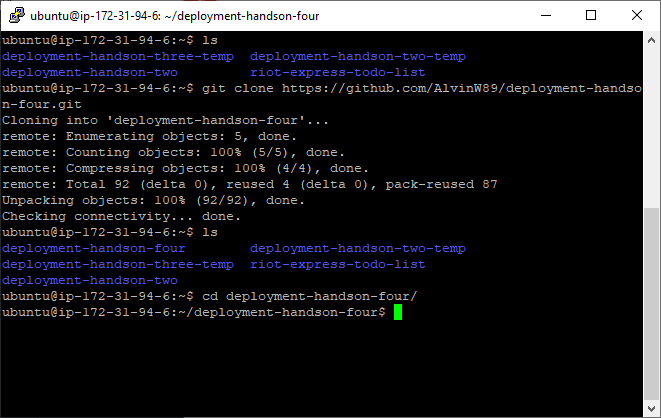 ubuntu@ip-172-31-94-6: ~/deployment-handson-four
ubuntu@ip-172-31-94-6:~$ ls
deployment-handson-three-temp  deployment-handson-two-temp
deployment-handson-two         riot-express-todo-list
ubuntu@ip-172-31-94-6:~$ git clone https://github.com/AlvinW89/deployment-handso
n-four.git
Cloning into 'deployment-handson-four'...
remote: Enumerating objects: 5, done.
remote: Counting objects: 100% (5/5), done.
remote: Compressing objects: 100% (4/4), done.
remote: Total 92 (delta 0), reused 4 (delta 0), pack-reused 87
Unpacking objects: 100% (92/92), done.
Checking connectivity... done.
ubuntu@ip-172-31-94-6:~$ ls
deployment-handson-four        deployment-handson-two-temp
deployment-handson-three-temp  riot-express-todo-list
deployment-handson-two
ubuntu@ip-172-31-94-6:~$ cd deployment-handson-four/
ubuntu@ip-172-31-94-6:~/deployment-handson-four$